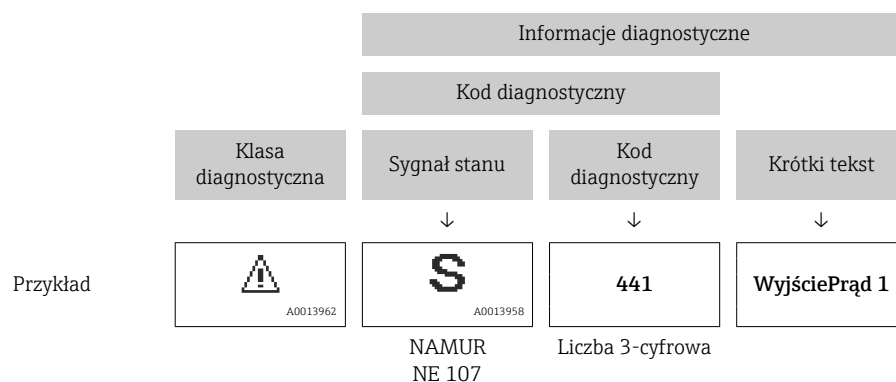 Informacje diagnostyczne
Kod diagnostyczny
Klasa
diagnostyczna
Sygnał stanu
Kod
diagnostyczny
Krótki tekst
↓ ↓ ↓
Przykład
A0013962
S
A0013958
441
WyjściePrąd 1
NAMUR
NE 107
Liczba 3-cyfrowa